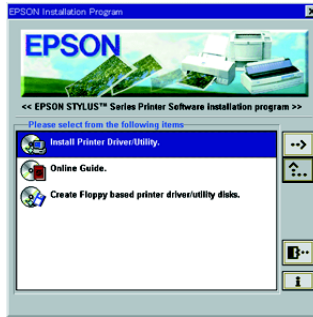 EPSON Installation Program
EPSON
<< EPSON STYLUS™ Series Printer Software installation program >>
Please select from the following items
Install Printer Driver/Utility.
Online Guide.
Create Floppy based printer driver/utility disks.